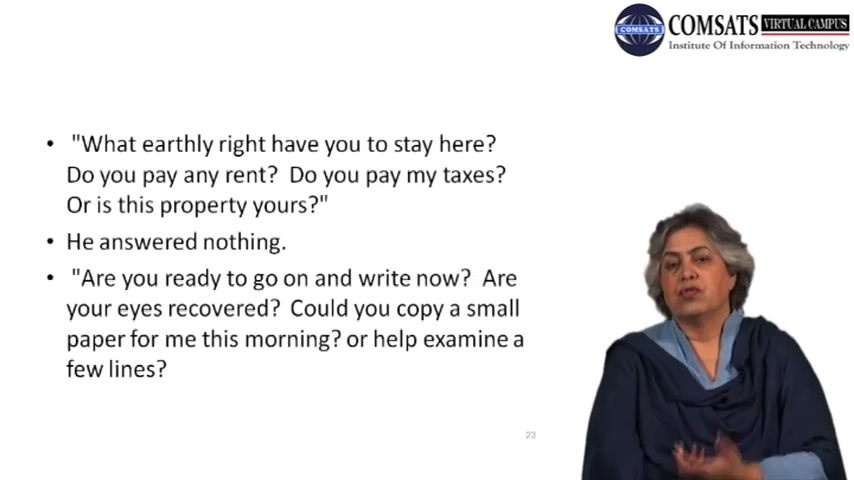 COMSATS VIRTUAL CAMPUS
COMSATS
Institute Of Information Technology
• "What earthly right have you to stay here?
Do you pay any rent?  Do you pay my taxes?
Or is this property yours?"
• He answered nothing.
• "Are you ready to go on and write now?  Are
your eyes recovered?  Could you copy a small
paper for me this morning? or help examine a
few lines?
23